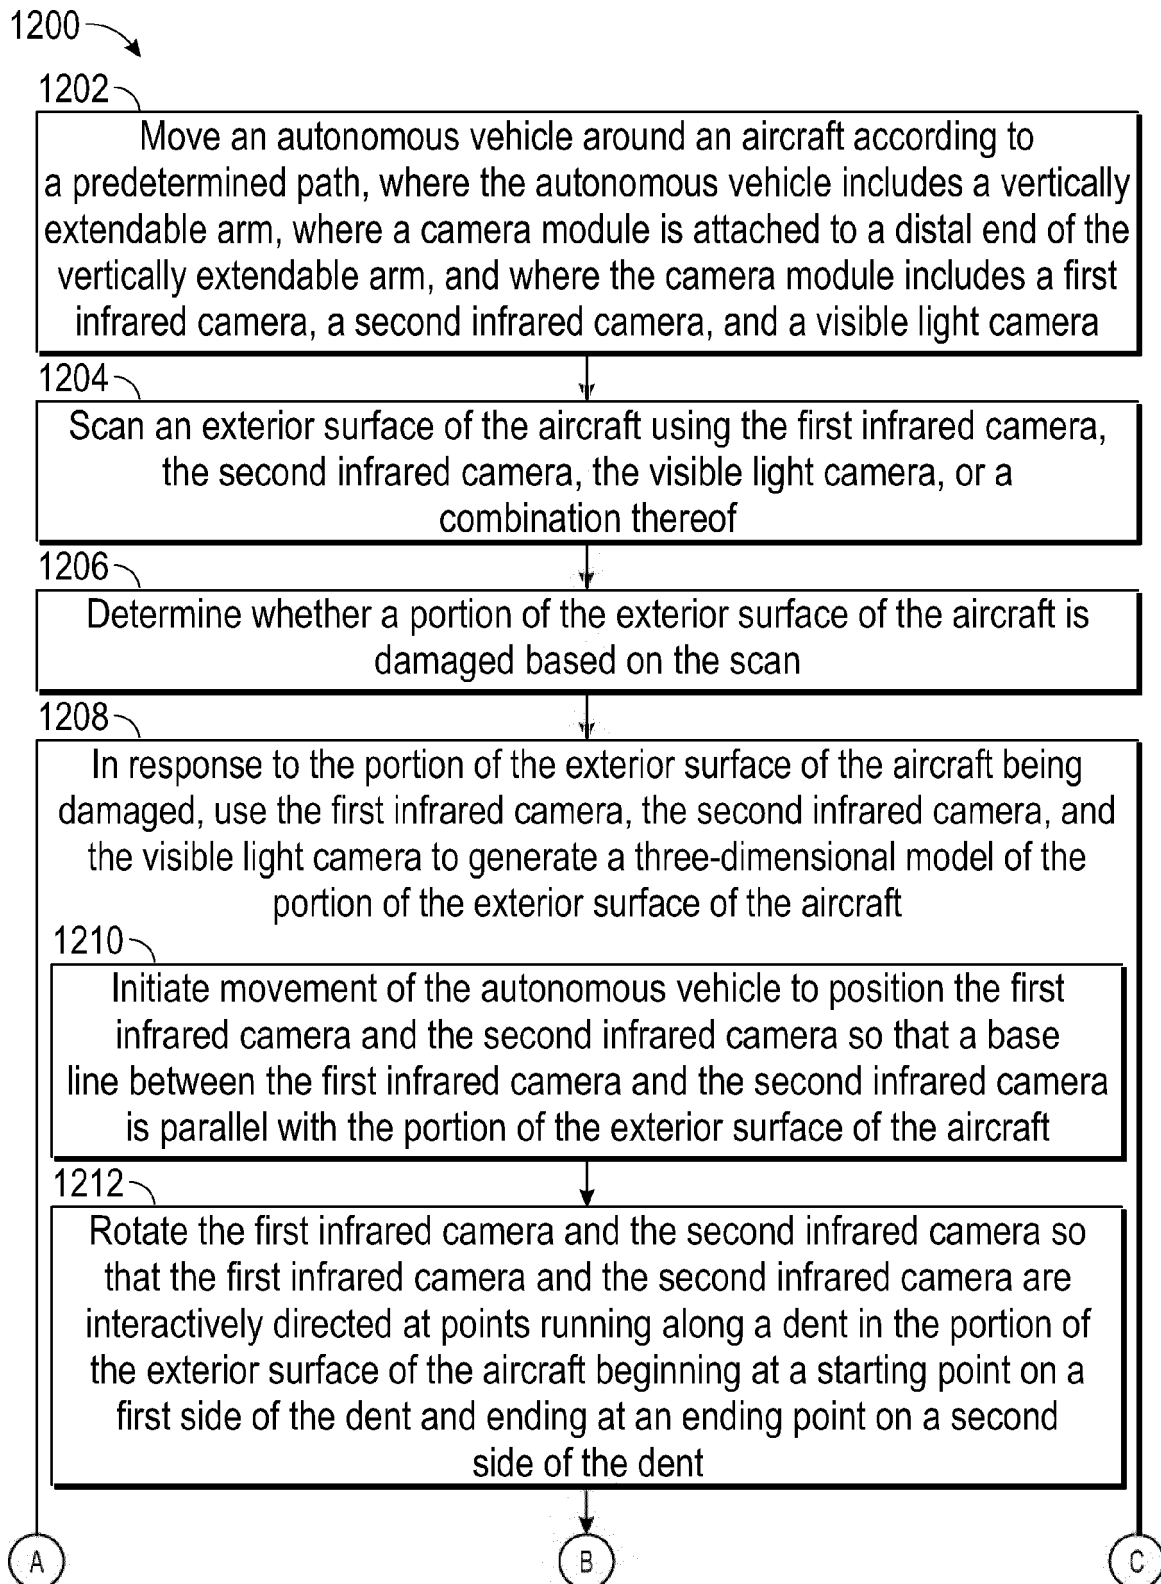 1200
1202
Move an autonomous vehicle around an aircraft according to
a predetermined path, where the autonomous vehicle includes a vertically
extendable arm, where a camera module is attached to a distal end of the
vertically extendable arm, and where the camera module includes a first
infrared camera, a second infrared camera, and a visible light camera
1204
Scan an exterior surface of the aircraft using the first infrared camera,
the second infrared camera, the visible light camera, or a
combination thereof
1206
Determine whether a portion of the exterior surface of the aircraft is
damaged based on the scan
1208
In response to the portion of the exterior surface of the aircraft being
damaged, use the first infrared camera, the second infrared camera, and
the visible light camera to generate a three-dimensional model of the
portion of the exterior surface of the aircraft
1210
Initiate movement of the autonomous vehicle to position the first
infrared camera and the second infrared camera so that a base
line between the first infrared camera and the second infrared camera
is parallel with the portion of the exterior surface of the aircraft
1212
Rotate the first infrared camera and the second infrared camera so
that the first infrared camera and the second infrared camera are
interactively directed at points running along a dent in the portion of
the exterior surface of the aircraft beginning at a starting point on a
first side of the dent and ending at an ending point on a second
side of the dent
A
B
C